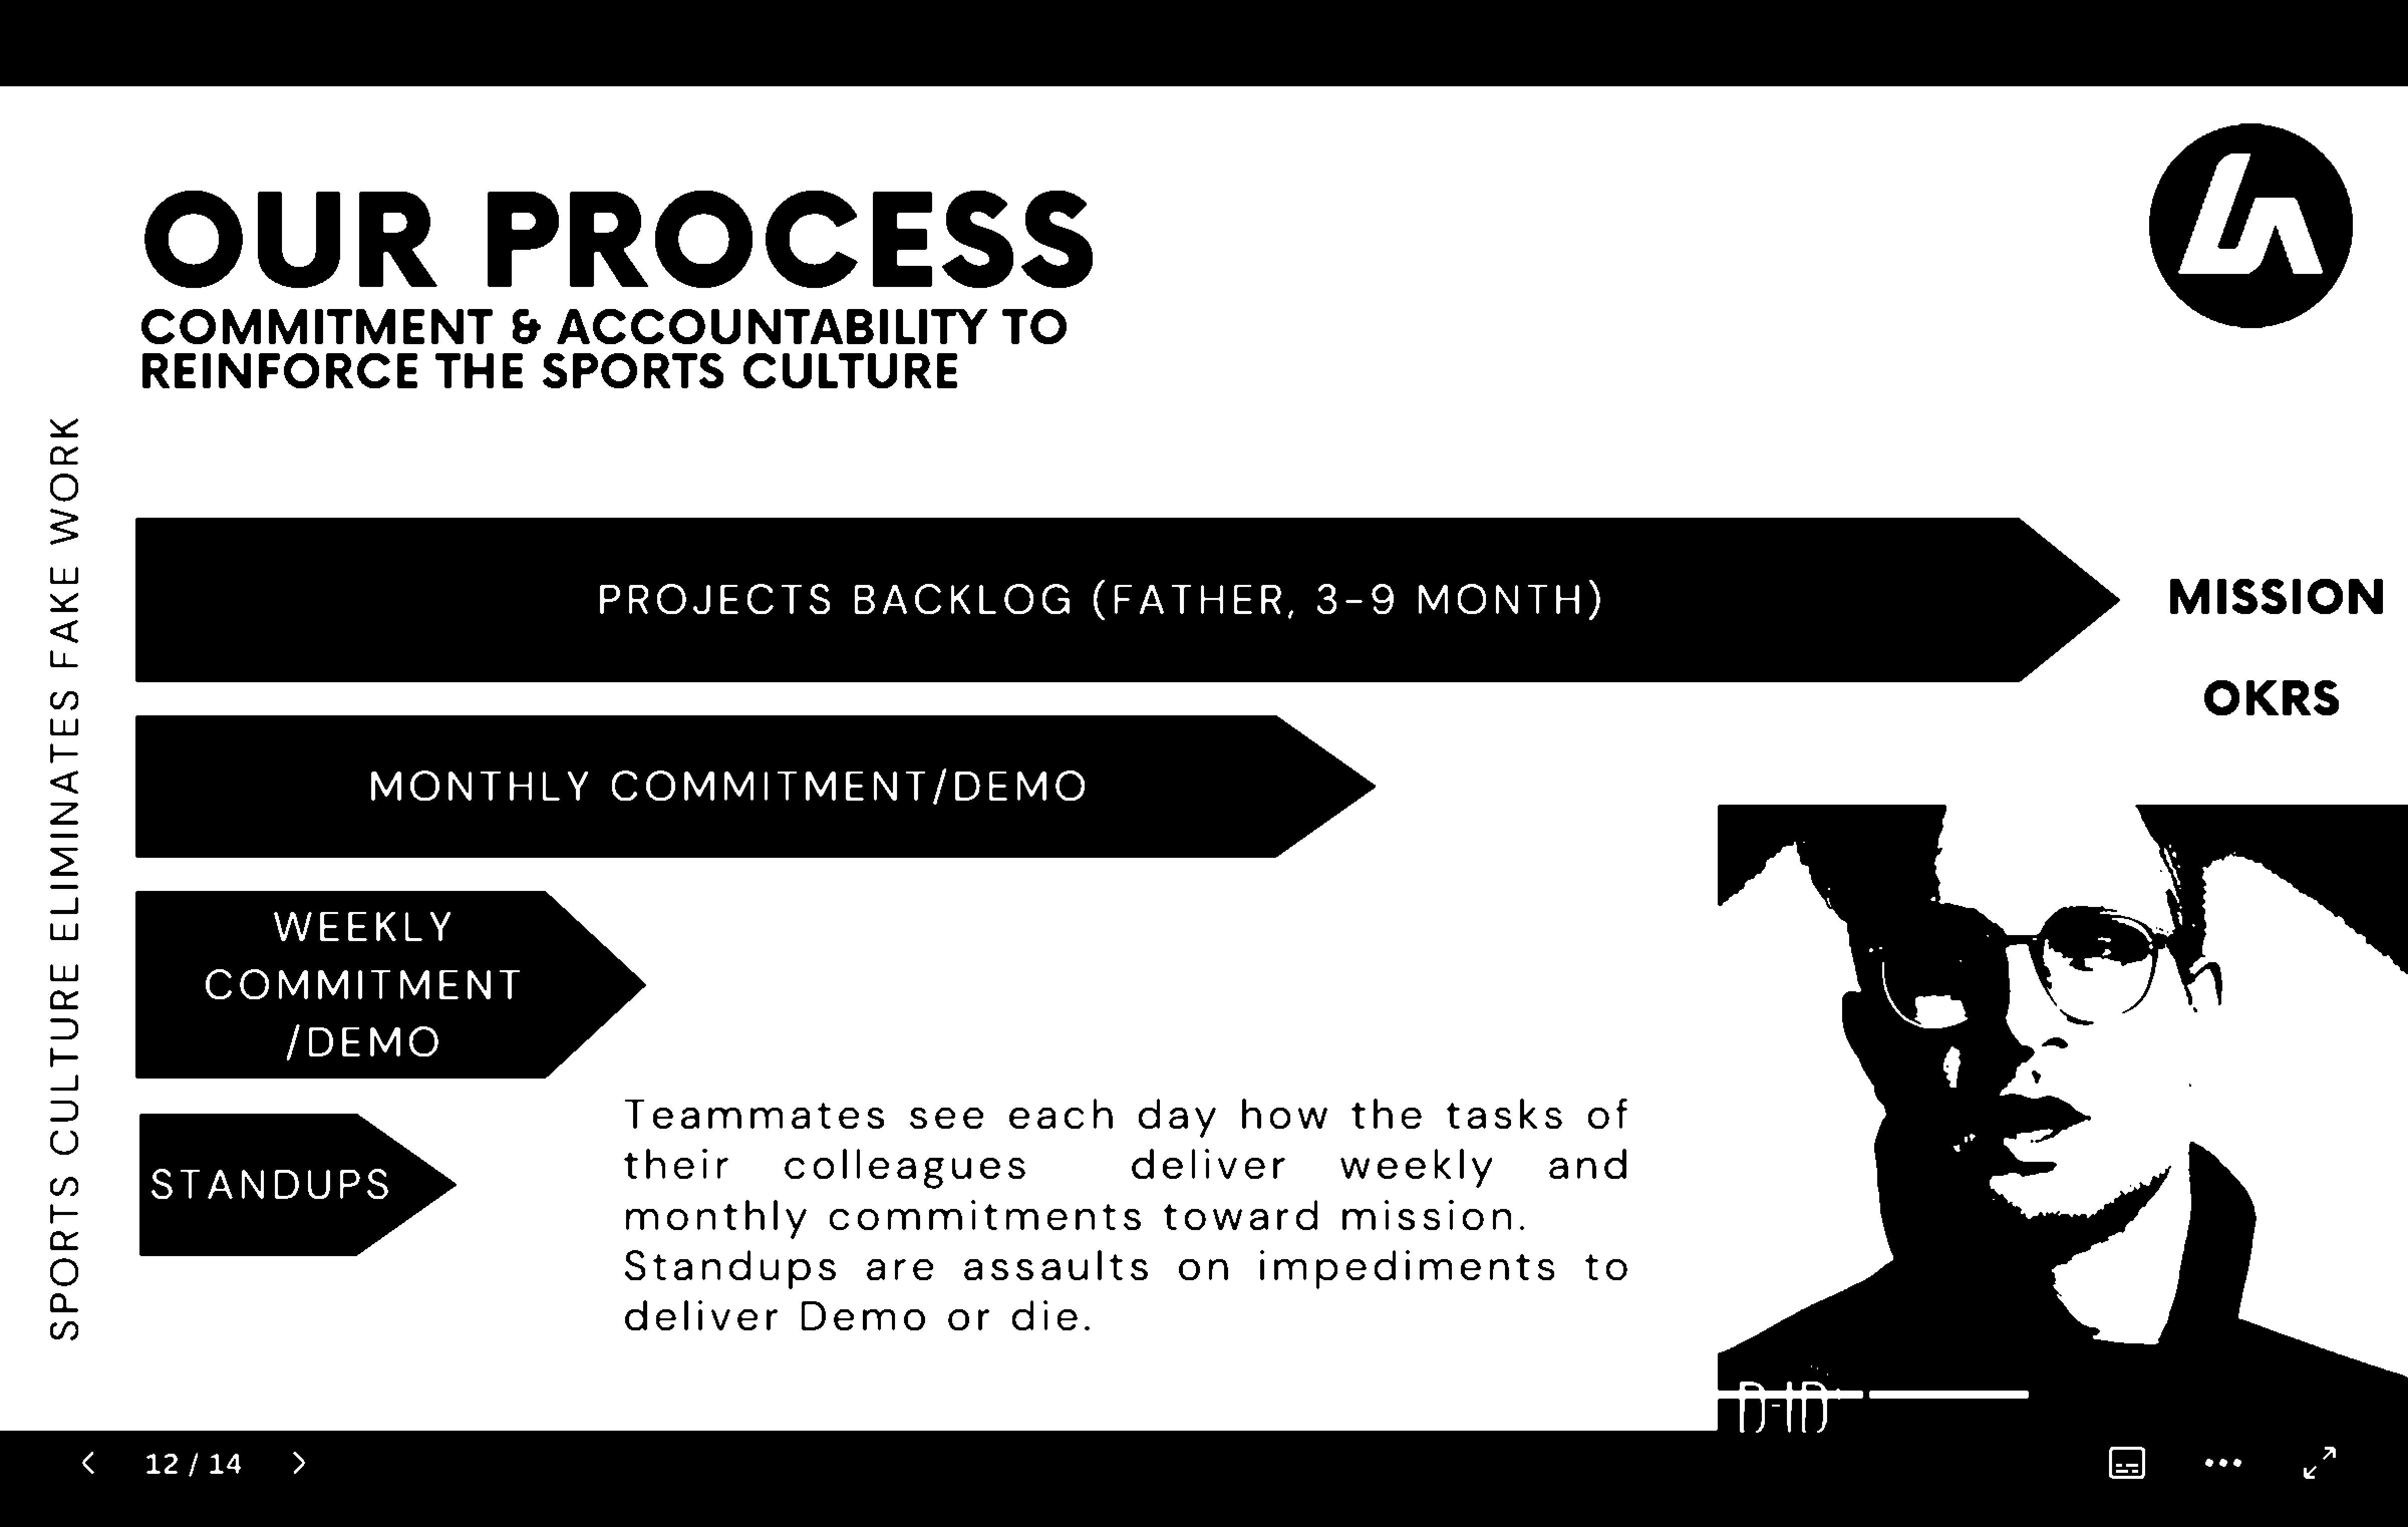 OUR PROCESS
COMMITMENT & ACCOUNTABILITY TO
REINFORCE THE SPORTS CULTURE
SPORTS CULTURE ELIMINATES FAKE WORK
PROJECTS BACKLOG (FATHER, 3-9 MONTH)
MISSION
OKRS
MONTHLY COMMITMENT/DEMO
WEEKLY
COMMITMENT
/DEMO
STANDUPS
Teammates see each day how the tasks of
their colleagues deliver weekly and
monthly commitments toward mission.
Standups are assaults on impediments to
deliver Demo or die.
D-ID
12 / 14